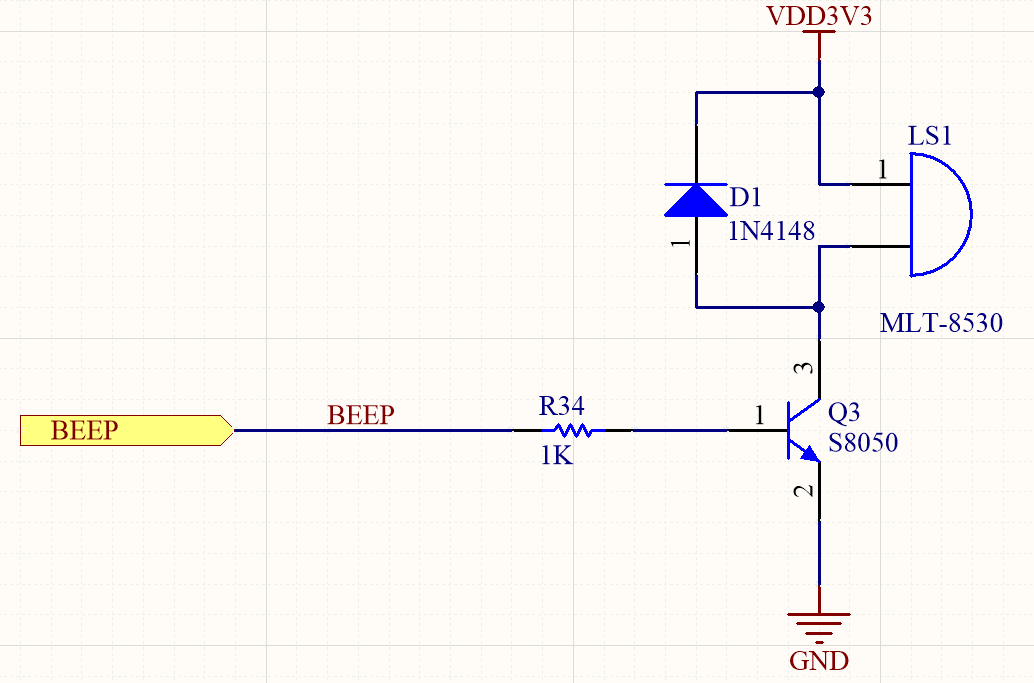 VDD3V3
LS1
1
D1
1N4148
1
MLT-8530
3
BEEP
BEEP
R34
1K
1
Q3
S8050
2
GND